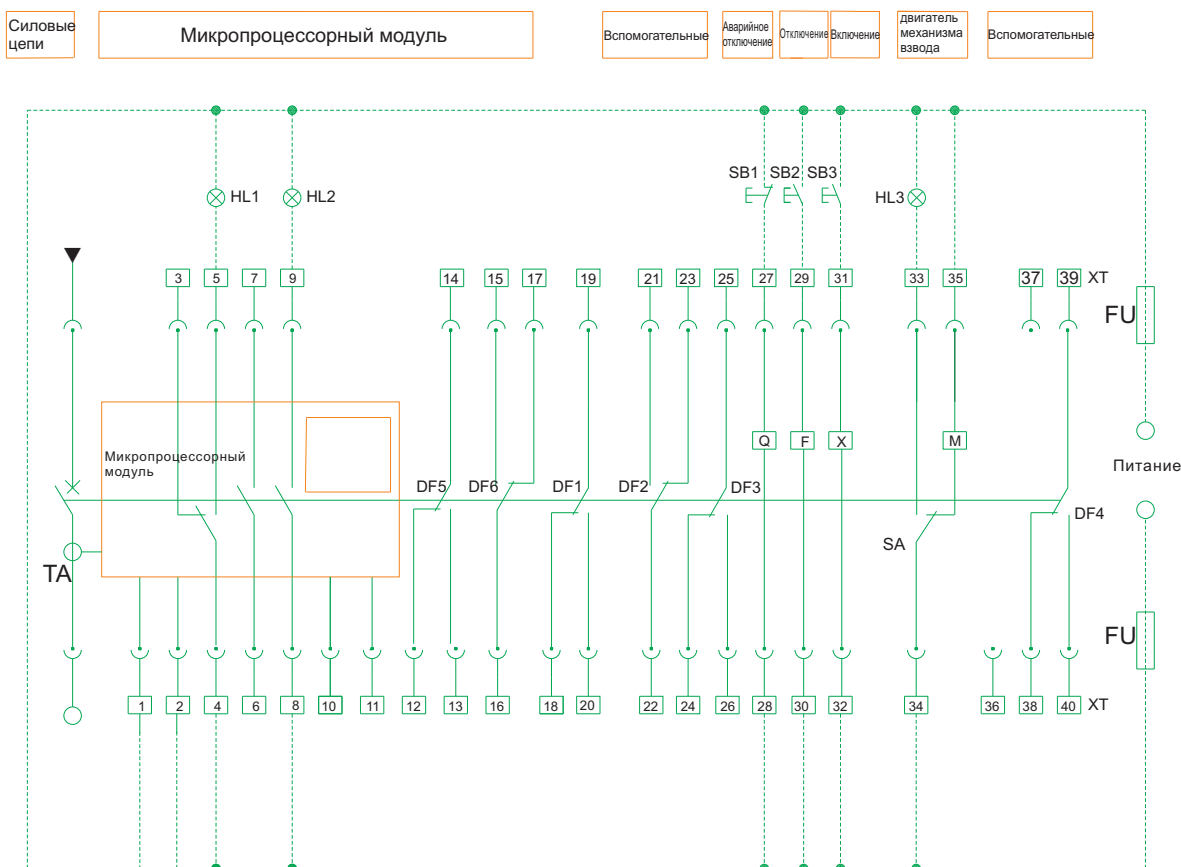 Силовые
цепи
Микропроцессорный модуль
Вспомогательные
Аварийное
отключение
Отключение
Включение
двигатель
механизма
взвода
Вспомогательные
SB1 SB2 SB3
HL1 HL2 HL3
3 5 7 9 14 15 17 19 21 23 25 27 29 31 33 35 37 39 XT
FU
Q F X M
Микропроцессорный
модуль
Питание
DF5 DF6 DF1 DF2 DF3
DF4
SA
TA
FU
1 2 4 6 8 10 11 12 13 16 18 20 22 24 26 28 30 32 34 36 38 40 XT